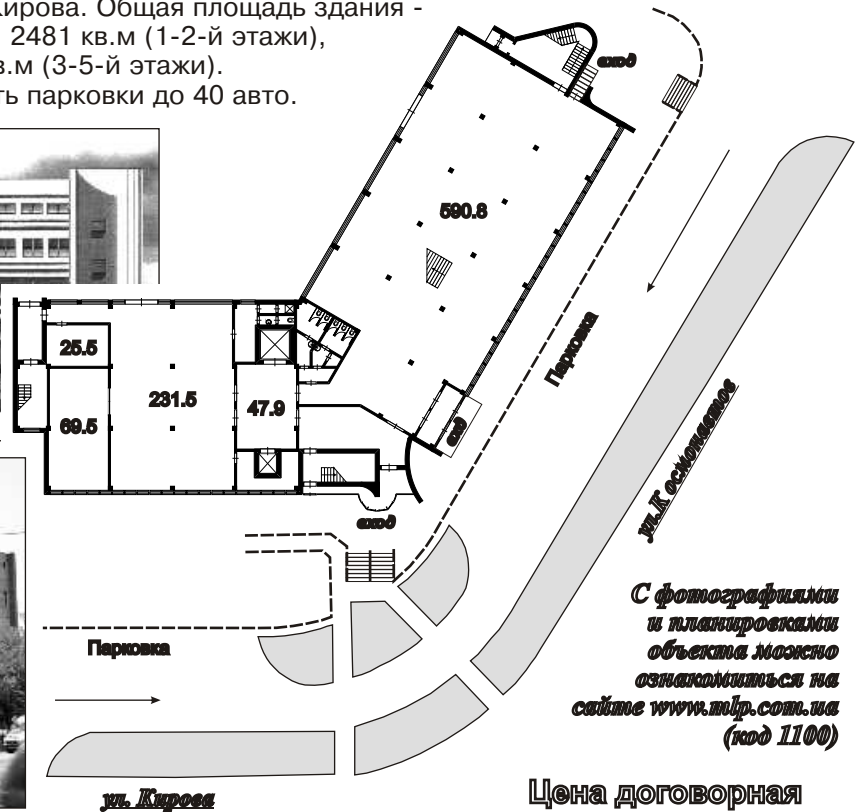 Кирова. Общая площадь здания -
2481 кв.м (1-2-й этажи),
в.м (3-5-й этажи).
ть парковки до 40 авто.
вход
590.8
Парковка
25.5
231.5
47.9
69.5
вход
вход
ул.К осмонавтов
С фотографиями
и планировками
объекта можно
ознакомиться на
сайте www.mlp.com.ua
(код 1100)
Парковка
ул. Кирова
Цена договорная